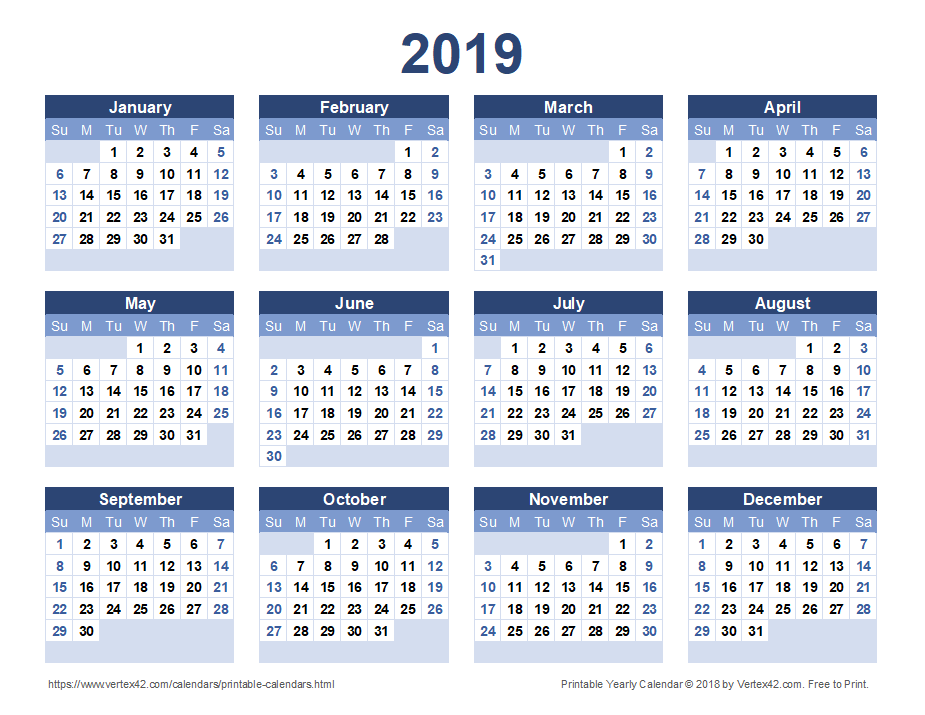 2019
January February March April
Su M Tu W Th F Sa Su M Tu W Th F Sa Su M Tu W Th F Sa Su M Tu W Th F Sa
1 2 3 4 5 1 2 1 2 1 2 3 4 5 6
6 7 8 9 10 11 12 3 4 5 6 7 8 9 3 4 5 6 7 8 9 7 8 9 10 11 12 13
13 14 15 16 17 18 19 10 11 12 13 14 15 16 10 11 12 13 14 15 16 14 15 16 17 18 19 20
20 21 22 23 24 25 26 17 18 19 20 21 22 23 17 18 19 20 21 22 23 21 22 23 24 25 26 27
27 28 29 30 31 24 25 26 27 28 24 25 26 27 28 29 30 28 29 30
31
May June July August
Su M Tu W Th F Sa Su M Tu W Th F Sa Su M Tu W Th F Sa Su M Tu W Th F Sa
1 2 3 4 1 1 2 3 4 5 6 1 2 3
5 6 7 8 9 10 11 2 3 4 5 6 7 8 7 8 9 10 11 12 13 4 5 6 7 8 9 10
12 13 14 15 16 17 18 9 10 11 12 13 14 15 14 15 16 17 18 19 20 11 12 13 14 15 16 17
19 20 21 22 23 24 25 16 17 18 19 20 21 22 21 22 23 24 25 26 27 18 19 20 21 22 23 24
26 27 28 29 30 31 23 24 25 26 27 28 29 28 29 30 31 25 26 27 28 29 30 31
30
September October November December
Su M Tu W Th F Sa Su M Tu W Th F Sa Su M Tu W Th F Sa Su M Tu W Th F Sa
1 2 3 4 5 6 7 1 2 3 4 5 1 2 1 2 3 4 5 6 7
8 9 10 11 12 13 14 6 7 8 9 10 11 12 3 4 5 6 7 8 9 8 9 10 11 12 13 14
15 16 17 18 19 20 21 13 14 15 16 17 18 19 10 11 12 13 14 15 16 15 16 17 18 19 20 21
22 23 24 25 26 27 28 20 21 22 23 24 25 26 17 18 19 20 21 22 23 22 23 24 25 26 27 28
29 30 27 28 29 30 31 24 25 26 27 28 29 30 29 30 31
https://www.vertex42.com/calendars/printable-calendars.html Printable Yearly Calendar © 2018 by Vertex42.com. Free to Print.